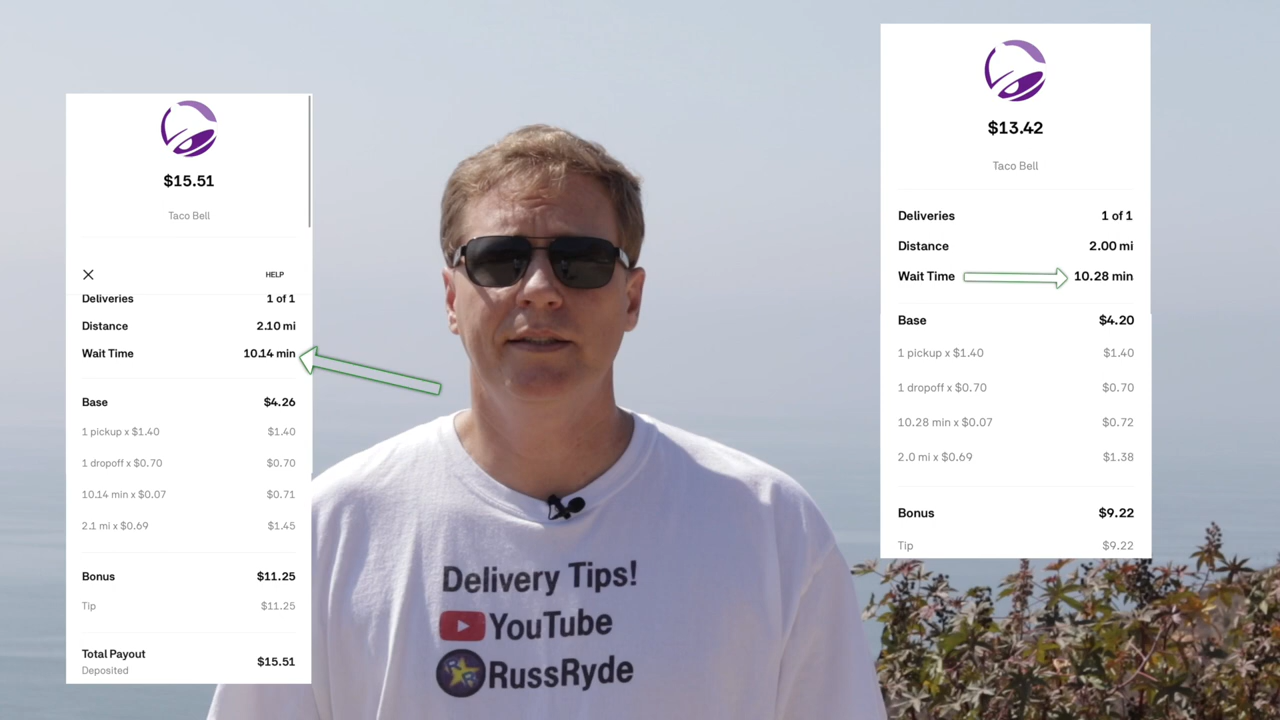 $15.51
Taco Bell
HELP
Deliveries 1 of 1
Distance 2.10 mi
Wait Time 10.14 min
Base $4.26
1 pickup x $1.40 $1.40
1 dropoff x $0.70 $0.70
10.14 min x $0.07 $0.71
2.1 mi x $0.69 $1.45
Bonus $11.25
Tip $11.25
Total Payout $15.51
Deposited
Delivery Tips!
YouTube
RussRyde
$13.42
Taco Bell
Deliveries 1 of 1
Distance 2.00 mi
Wait Time 10.28 min
Base $4.20
1 pickup x $1.40 $1.40
1 dropoff x $0.70 $0.70
10.28 min x $0.07 $0.72
2.0 mi x $0.69 $1.38
Bonus $9.22
Tip $9.22